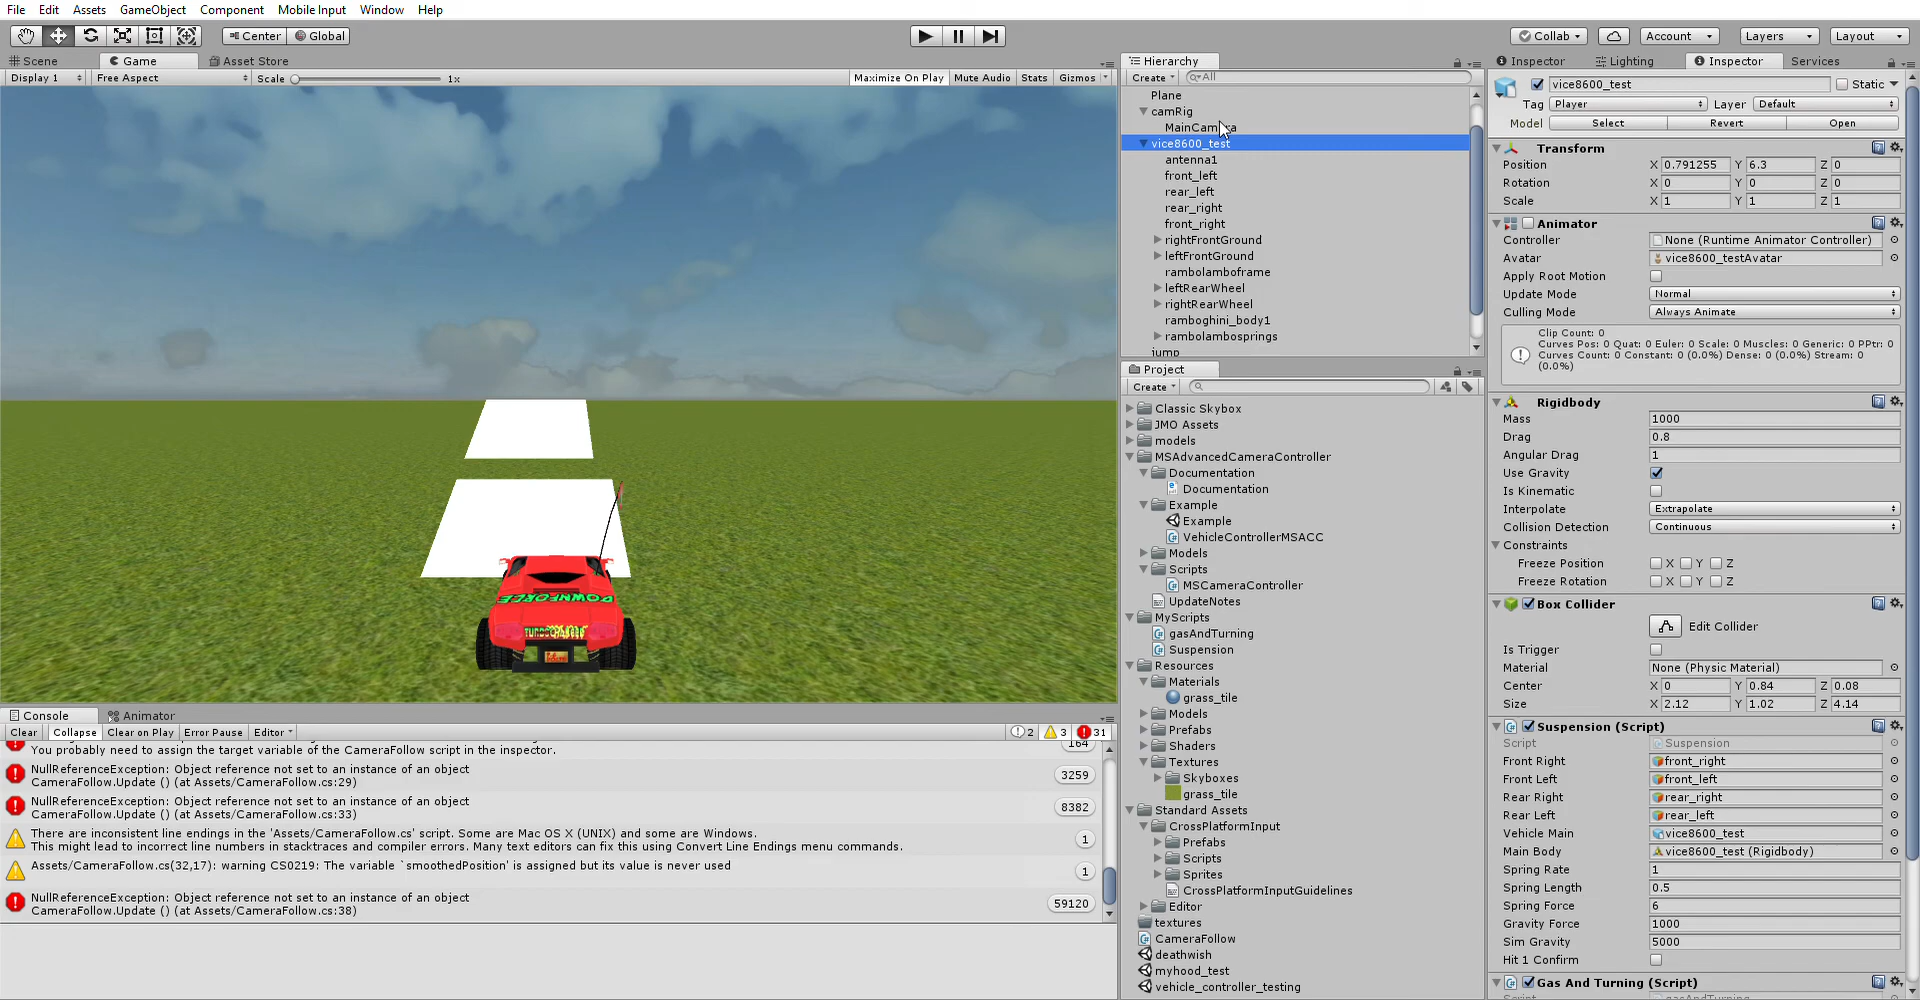 File Edit Assets GameObject Component Mobile Input Window Help
Center Global
Collab Account Layers Layout
Scene Game Asset Store
Display 1 Free Aspect Scale 1x Maximize On Play Mute Audio Stats Gizmos
DOWNFORCE
Console Animator
Clear Collapse Clear on Play Error Pause Editor 2 3 31
You probably need to assign the target variable of the CameraFollow script in the inspector.
164
NullReferenceException: Object reference not set to an instance of an object
CameraFollow.Update () (at Assets/CameraFollow.cs:29)
3259
NullReferenceException: Object reference not set to an instance of an object
CameraFollow.Update () (at Assets/CameraFollow.cs:33)
8382
There are inconsistent line endings in the 'Assets/CameraFollow.cs' script. Some are Mac OS X (UNIX) and some are Windows.
This might lead to incorrect line numbers in stacktraces and compiler errors. Many text editors can fix this using Convert Line Endings menu commands.
1
Assets/CameraFollow.cs(32,17): warning CS0219: The variable `smoothedPosition' is assigned but its value is never used
1
NullReferenceException: Object reference not set to an instance of an object
CameraFollow.Update () (at Assets/CameraFollow.cs:38)
59120
Hierarchy
Create All
Plane
camRig
MainCamera
vice8600_test
antenna1
front_left
rear_left
rear_right
front_right
rightFrontGround
leftFrontGround
rambolamboframe
leftRearWheel
rightRearWheel
ramboghini_body1
rambolambosprings
jump
Project
Create
Classic Skybox
JMO Assets
models
MSAdvancedCameraController
Documentation
Documentation
Example
Example
VehicleControllerMSACC
Models
Scripts
MSCameraController
UpdateNotes
MyScripts
gasAndTurning
Suspension
Resources
Materials
grass_tile
Models
Prefabs
Shaders
Textures
Skyboxes
grass_tile
Standard Assets
CrossPlatformInput
Prefabs
Scripts
Sprites
CrossPlatformInputGuidelines
Editor
textures
CameraFollow
deathwish
myhood_test
vehicle_controller_testing
Inspector Lighting Inspector Services
vice8600_test Static
Tag Player Layer Default
Model Select Revert Open
Transform
Position X 0.791255 Y 6.3 Z 0
Rotation X 0 Y 0 Z 0
Scale X 1 Y 1 Z 1
Animator
Controller None (Runtime Animator Controller)
Avatar vice8600_testAvatar
Apply Root Motion
Update Mode Normal
Culling Mode Always Animate
Clip Count: 0
Curves Pos: 0 Quat: 0 Euler: 0 Scale: 0 Muscles: 0 Generic: 0 PPtr: 0
Curves Count: 0 Constant: 0 (0.0%) Dense: 0 (0.0%) Stream: 0
(0.0%)
Rigidbody
Mass 1000
Drag 0.8
Angular Drag 1
Use Gravity
Is Kinematic
Interpolate Extrapolate
Collision Detection Continuous
Constraints
Freeze Position X Y Z
Freeze Rotation X Y Z
Box Collider
Edit Collider
Is Trigger
Material None (Physic Material)
Center X 0 Y 0.84 Z 0.08
Size X 2.12 Y 1.02 Z 4.14
Suspension (Script)
Script Suspension
Front Right front_right
Front Left front_left
Rear Right rear_right
Rear Left rear_left
Vehicle Main vice8600_test
Main Body vice8600_test (Rigidbody)
Spring Rate 1
Spring Length 0.5
Spring Force 6
Gravity Force 1000
Sim Gravity 5000
Hit 1 Confirm
Gas And Turning (Script)
Script gasAndTurning